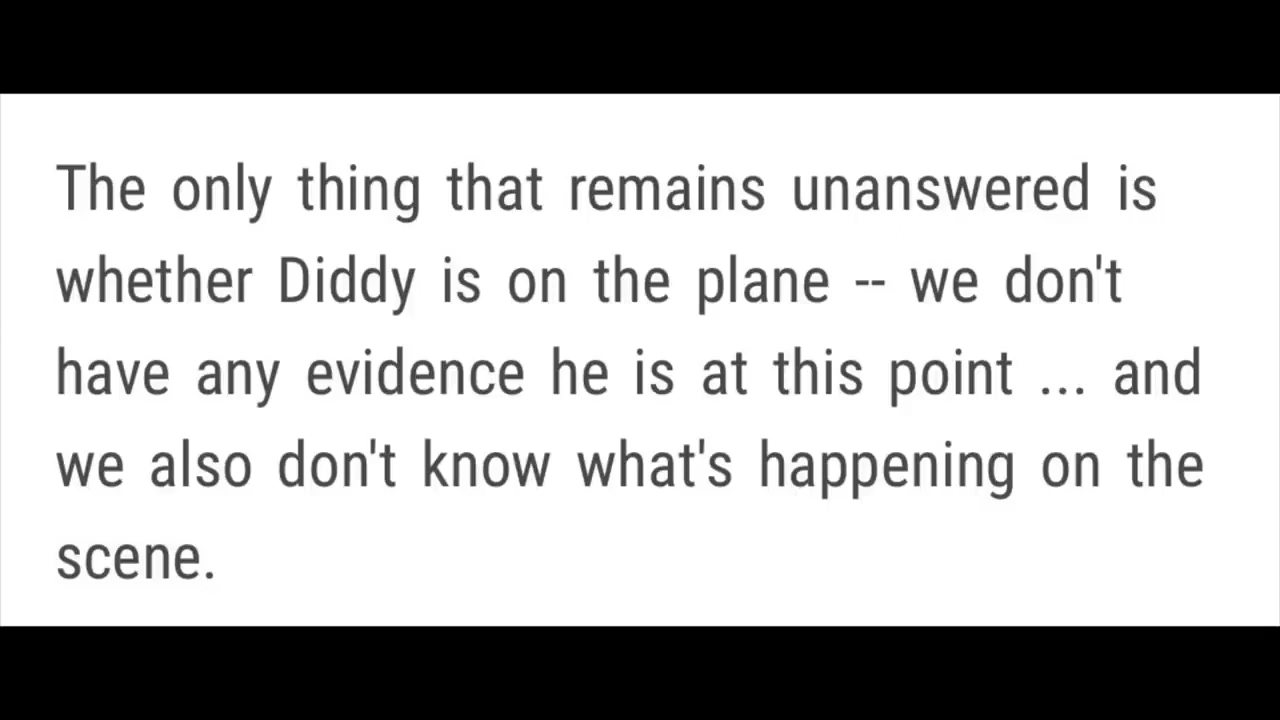 The only thing that remains unanswered is
whether Diddy is on the plane -- we don't
have any evidence he is at this point ... and
we also don't know what's happening on the
scene.